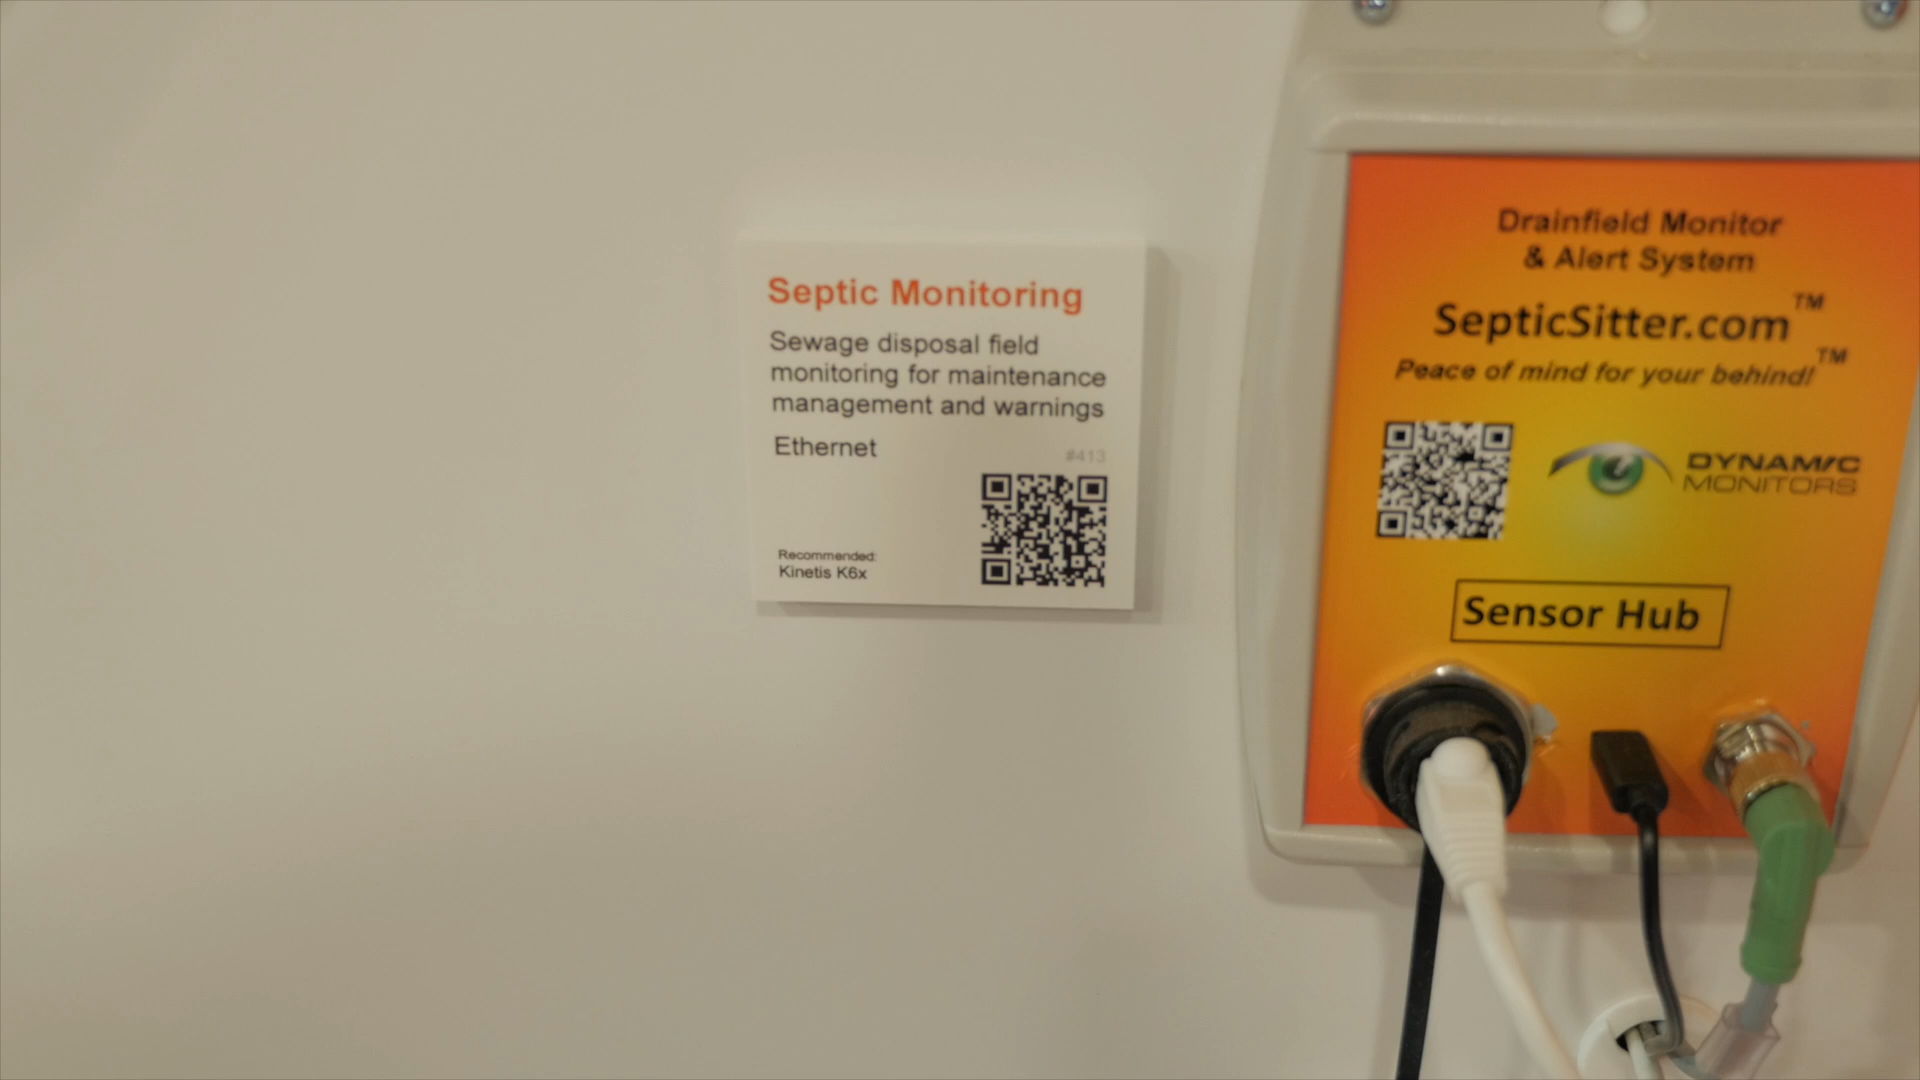 Septic Monitoring
Sewage disposal field
monitoring for maintenance
management and warnings
Ethernet
#413
Recommended:
Kinetis K6x
Drainfield Monitor
& Alert System
SepticSitter.com™
Peace of mind for your behind!™
DYNAMIC
MONITORS
Sensor Hub